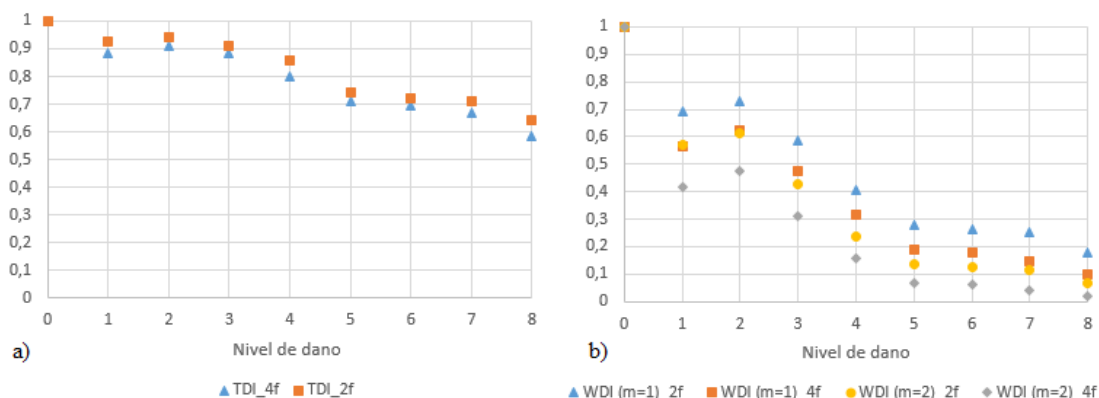 1
0,9
0,8
0,7
0,6
0,5
0,4
0,3
0,2
0,1
0
0 1 2 3 4 5 6 7 8
Nivel de dano
a)
TDI_4f TDI_2f
1
0,9
0,8
0,7
0,6
0,5
0,4
0,3
0,2
0,1
0
0 1 2 3 4 5 6 7 8
Nivel de dano
b)
WDI (m=1) 2f WDI (m=1) 4f WDI (m=2) 2f WDI (m=2) 4f